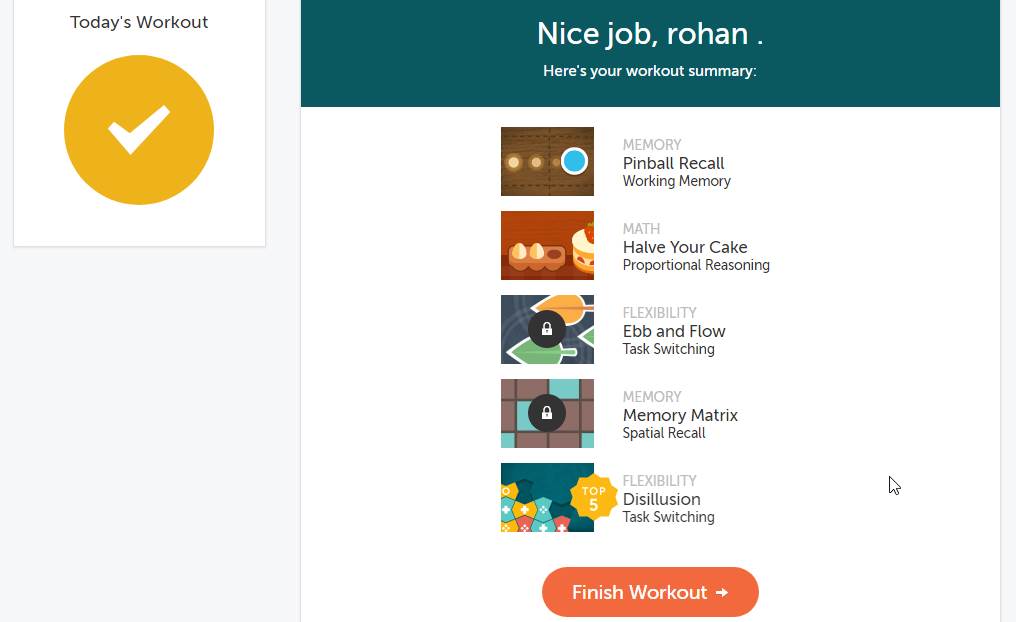 Today's Workout
Nice job, rohan .
Here's your workout summary:
MEMORY
Pinball Recall
Working Memory
MATH
Halve Your Cake
Proportional Reasoning
FLEXIBILITY
Ebb and Flow
Task Switching
MEMORY
Memory Matrix
Spatial Recall
TOP
5
FLEXIBILITY
Disillusion
Task Switching
Finish Workout